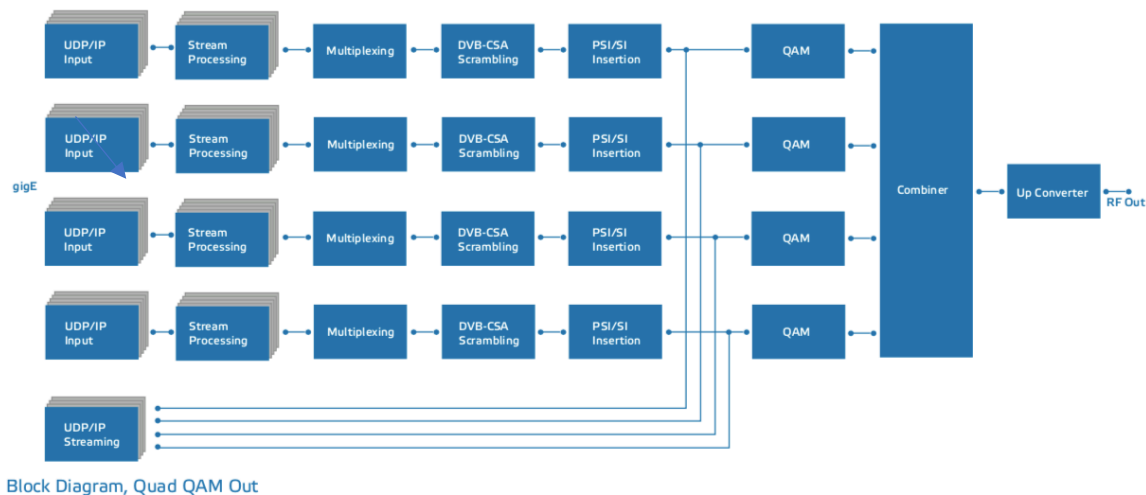 UDP/IP
Input
Stream
Processing
Multiplexing
DVB-CSA
Scrambling
PSI/SI
Insertion
QAM
UDP/IP
Input
Stream
Processing
Multiplexing
DVB-CSA
Scrambling
PSI/SI
Insertion
QAM
gigE
Combiner
Up Converter
RF Out
UDP/IP
Input
Stream
Processing
Multiplexing
DVB-CSA
Scrambling
PSI/SI
Insertion
QAM
UDP/IP
Input
Stream
Processing
Multiplexing
DVB-CSA
Scrambling
PSI/SI
Insertion
QAM
UDP/IP
Streaming
Block Diagram, Quad QAM Out